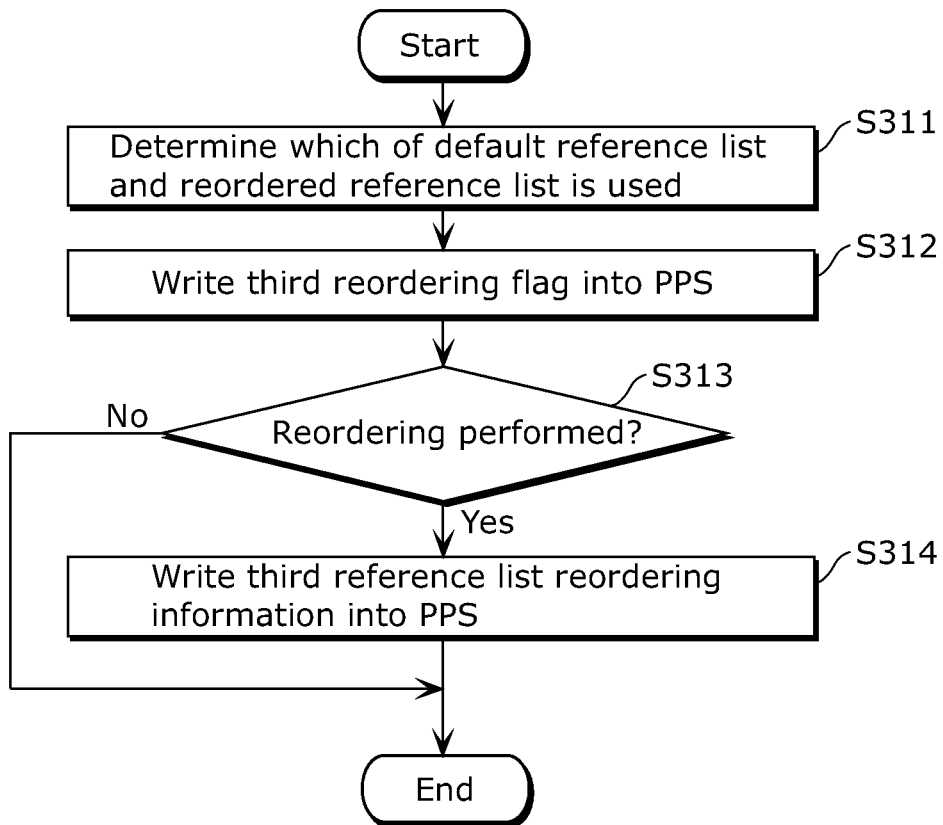 Start
S311
Determine which of default reference list
and reordered reference list is used
S312
Write third reordering flag into PPS
S313
No
Reordering performed?
Yes
S314
Write third reference list reordering
information into PPS
End